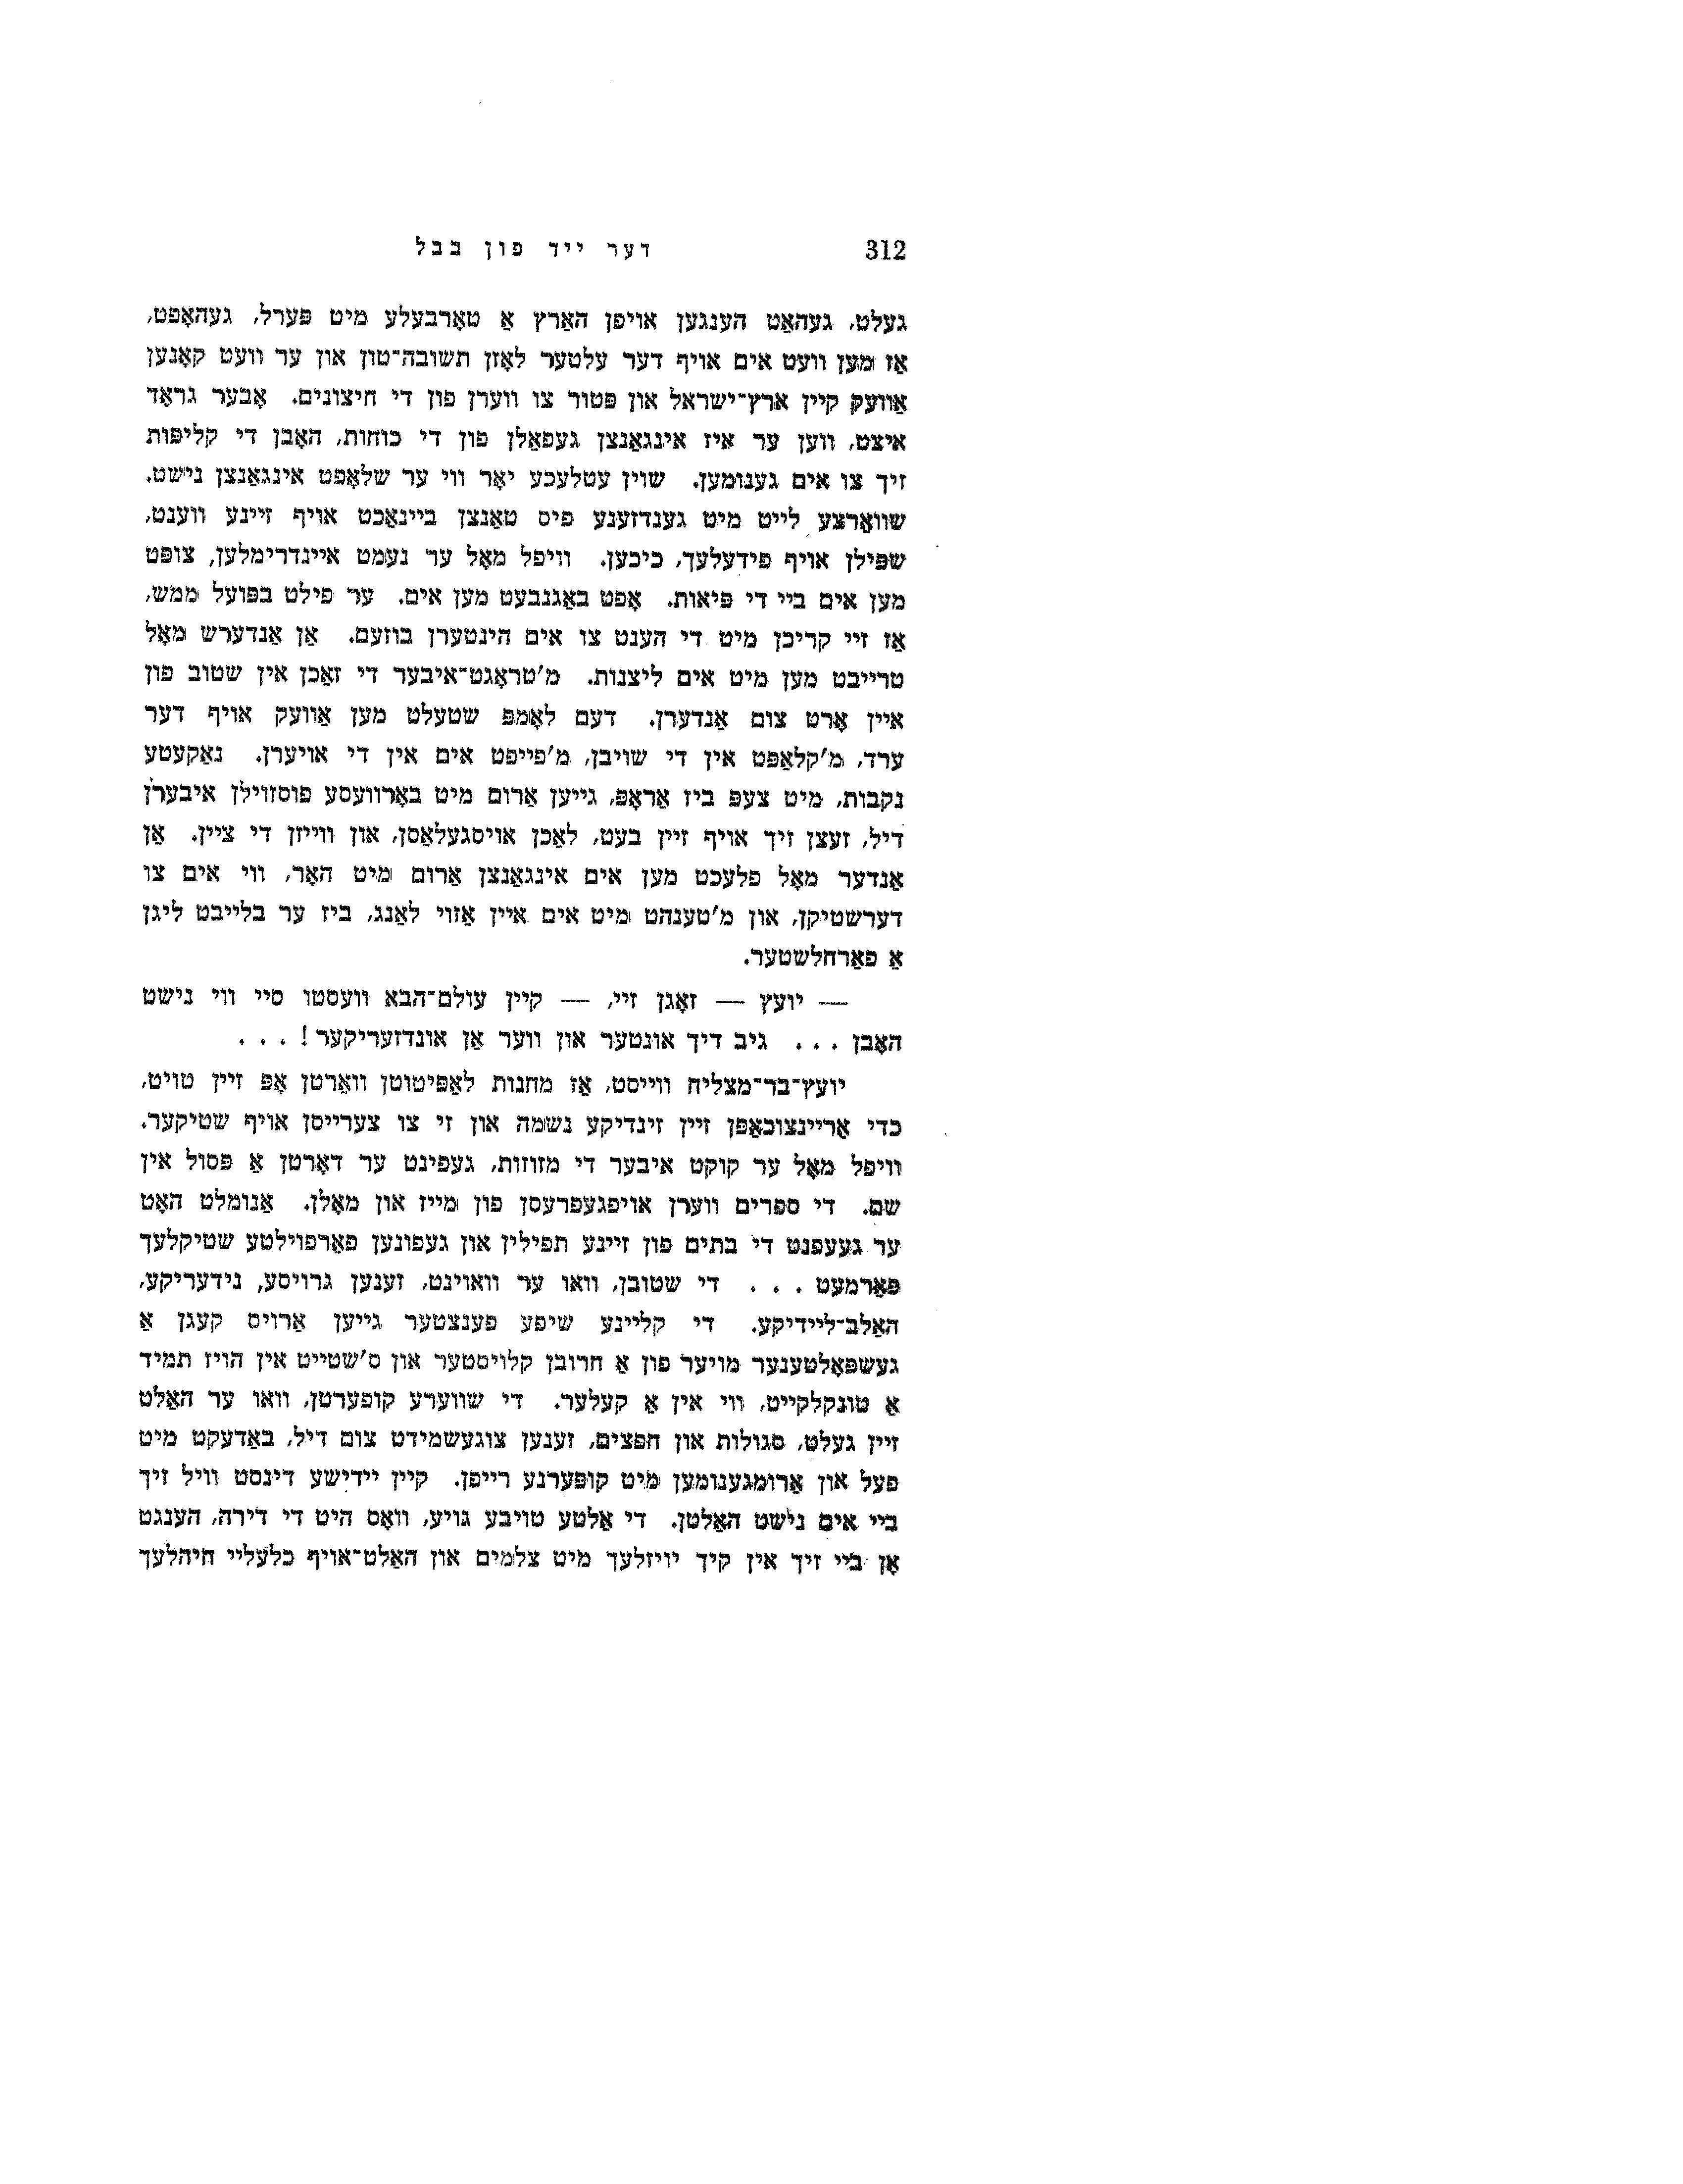 312 דער ייד פון בבל
געלט, געהאַט הענגען אויפן האַרץ אַ טאָרבעלע מיט פּערל, געהאָפט,
אַז מען וועט אים אויף דער עלטער לאָזן תשובה־טון און ער וועט קאָנען
אַוועק קיין ארץ־ישראל און פּטור צו ווערן פון די חיצונים. אָבער גראָד
איצט, ווען ער איז אינגאַנצן געפאַלן פון די כוחות, האָבן די קליפּות
זיך צו אים גענומען. שוין עטלעכע יאָר ווי ער שלאָפט אינגאַנצן נישט.
שוואַרצע לייט מיט גענדזענע פיס טאַנצן ביינאַכט אויף זיינע ווענט,
שפּילן אויף פידעלעך, כיכען. וויפל מאָל ער נעמט איינדרימלען, צופּט
מען אים ביי די פּיאות. אָפט באַגנבעט מען אים. ער פילט בפּועל ממש,
אַז זיי קריכן מיט די הענט צו אים הינטערן בוזעם. אַן אַנדערש מאָל
טרייבט מען מיט אים ליצנות. מ'טראָגט־איבער די זאַכן אין שטוב פון
איין אָרט צום אַנדערן. דעם לאָמפּ שטעלט מען אַוועק אויף דער
ערד, מ'קלאַפּט אין די שויבן, מ'פייפט אים אין די אויערן. נאַקעטע
נקבות, מיט צעפּ ביז אַראָפּ, גייען אַרום מיט באָרוועסע פוסזוילן איבערן
דיל, זעצן זיך אויף זיין בעט, לאַכן אויסגעלאַסן, און ווייזן די ציין. אַן
אַנדער מאָל פלעכט מען אים אינגאַנצן אַרום מיט האָר, ווי אים צו
דערשטיקן, און מ'טענהט מיט אים איין אַזוי לאַנג, ביז ער בלייבט ליגן
אַ פאַרחלשטער.
— יועץ — זאָגן זיי, — קיין עולם־הבא וועסטו סיי ווי נישט
האָבן ... גיב דיך אונטער און ווער אַן אונדזעריקער! ...
יועץ־בר־מצליח ווייסט, אַז מחנות לאַפּיטוטן וואַרטן אָפּ זיין טויט,
כדי אַריינצוכאַפּן זיין זינדיקע נשמה און זי צו צערייסן אויף שטיקער.
וויפל מאָל ער קוקט איבער די מזוזות, געפינט ער דאָרטן אַ פּסול אין
שם. די ספרים ווערן אויפגעפרעסן פון מייז און מאָלן. אַנומלט האָט
ער געעפנט די בתים פון זיינע תפילין און געפונען פאַרפוילטע שטיקלעך
פּאַרמעט ... די שטובן, וואו ער וואוינט, זענען גרויסע, נידעריקע,
האַלב־ליידיקע. די קליינע שיפע פענצטער גייען אַרויס קעגן אַ
געשפּאָלטענער מויער פון אַ חרובן קלויסטער און ס'שטייט אין הויז תמיד
אַ טונקלקייט, ווי אין אַ קעלער. די שווערע קופערטן, וואו ער האַלט
זיין געלט, סגולות און חפצים, זענען צוגעשמידט צום דיל, באַדעקט מיט
פעל און אַרומגענומען מיט קופּערנע רייפן. קיין יידישע דינסט וויל זיך
ביי אים נישט האַלטן. די אַלטע טויבע גויע, וואָס היט די דירה, הענגט
אָן ביי זיך אין קיך יויזלעך מיט צלמים און האַלט־אויף כלעליי חיהלעך